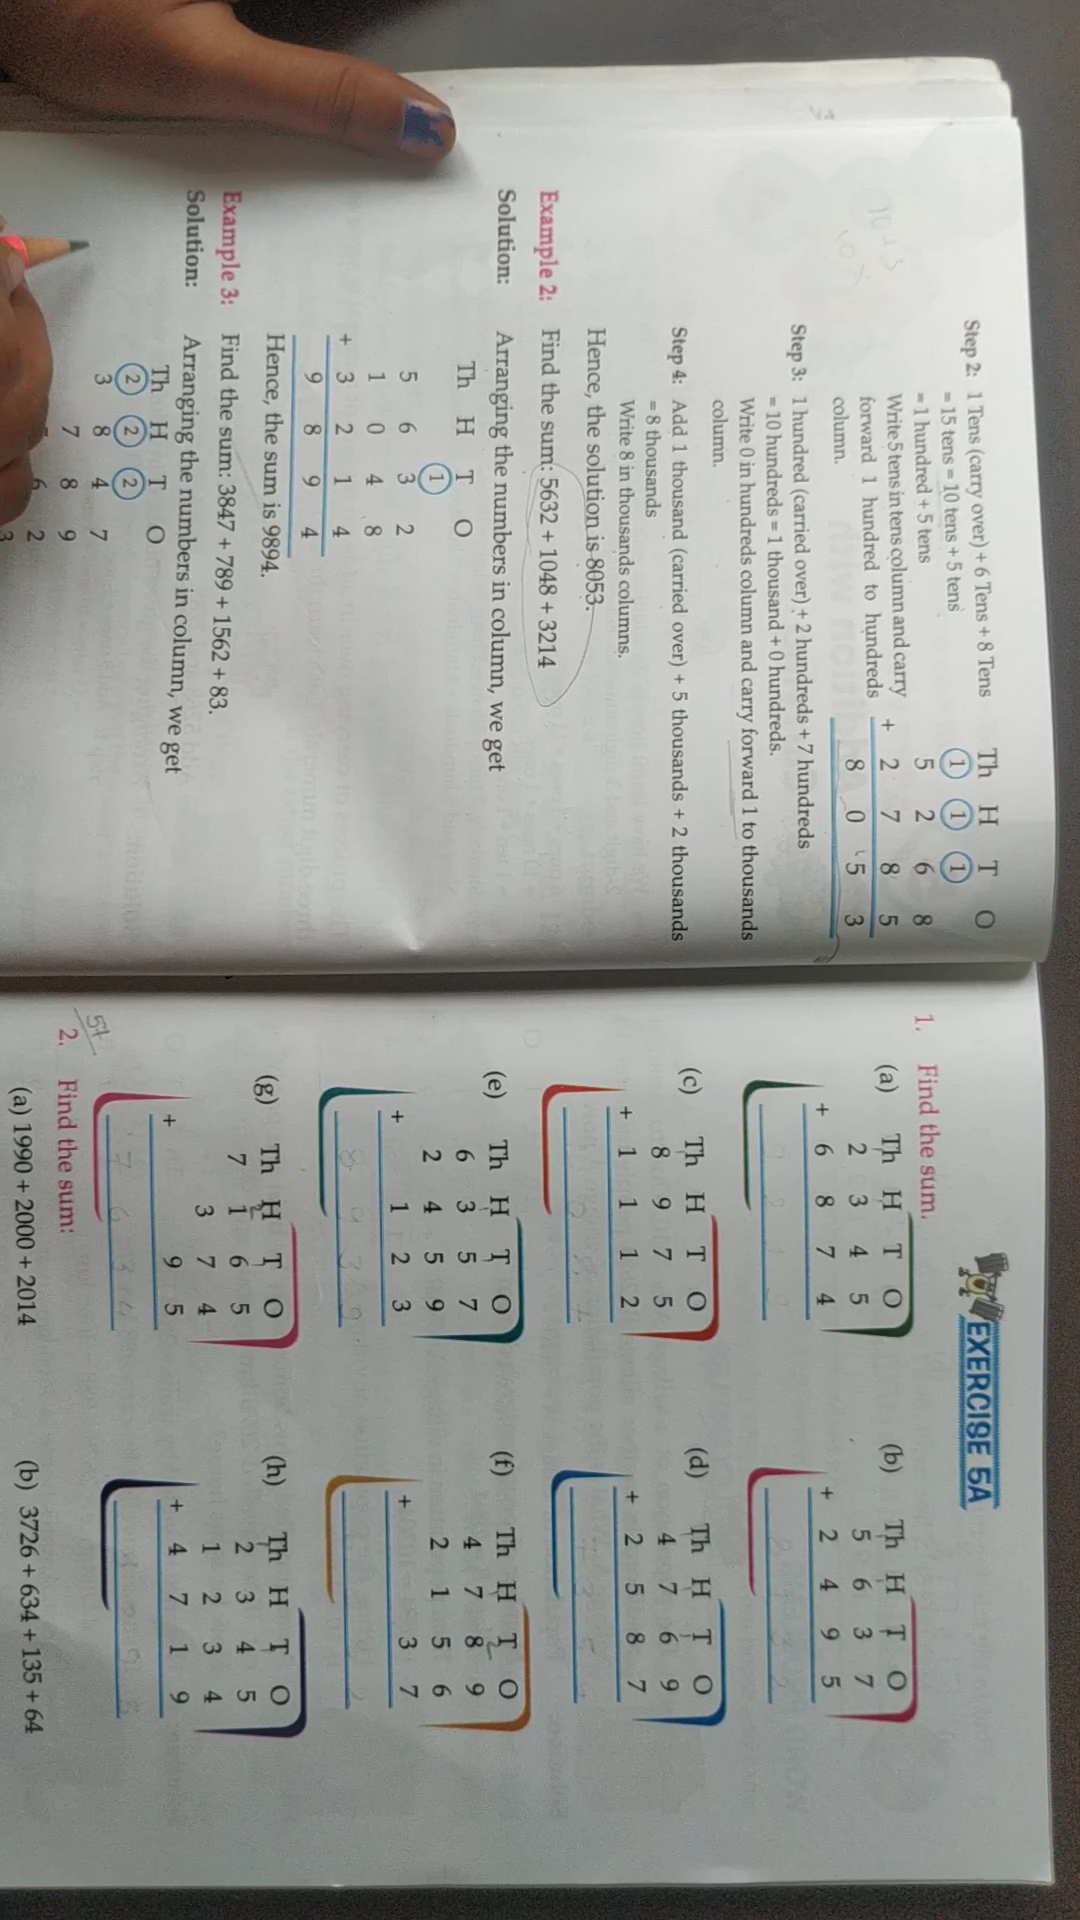 Step 2: 1 Tens (carry over) + 6 Tens + 8 Tens
= 15 tens = 10 tens + 5 tens
= 1 hundred + 5 tens
Write 5 tens in tens column and carry
forward 1 hundred to hundreds
column.
Th H T O
1 1 1
5 2 6 8
+ 2 7 8 5
8 0 5 3
Step 3: 1 hundred (carried over) + 2 hundreds + 7 hundreds
= 10 hundreds = 1 thousand + 0 hundreds.
Write 0 in hundreds column and carry forward 1 to thousands
column.
Step 4: Add 1 thousand (carried over) + 5 thousands + 2 thousands
= 8 thousands
Write 8 in thousands columns.
Hence, the solution is 8053.
Example 2: Find the sum: 5632 + 1048 + 3214
Solution: Arranging the numbers in column, we get
Th H T O
1
5 6 3 2
1 0 4 8
+ 3 2 1 4
9 8 9 4
Hence, the sum is 9894.
Example 3: Find the sum: 3847 + 789 + 1562 + 83.
Solution: Arranging the numbers in column, we get
Th H T O
2 2 2
3 8 4 7
7 8 9
6 2
3
EXERCISE 5A
1. Find the sum.
(a) Th H T O
2 3 4 5
+ 6 8 7 4
(b) Th H T O
5 6 3 7
+ 2 4 9 5
(c) Th H T O
8 9 7 5
+ 1 1 1 2
(d) Th H T O
4 7 6 9
+ 2 5 8 7
(e) Th H T O
6 3 5 7
2 4 5 9
+ 1 2 3
(f) Th H T O
4 7 8 9
2 1 5 6
+ 3 7
(g) Th H T O
7 1 6 5
3 7 4
+ 9 5
7 6 3 4
(h) Th H T O
2 3 4 5
1 2 3 4
+ 4 7 1 9
57
2. Find the sum:
(a) 1990 + 2000 + 2014
(b) 3726 + 634 + 135 + 64